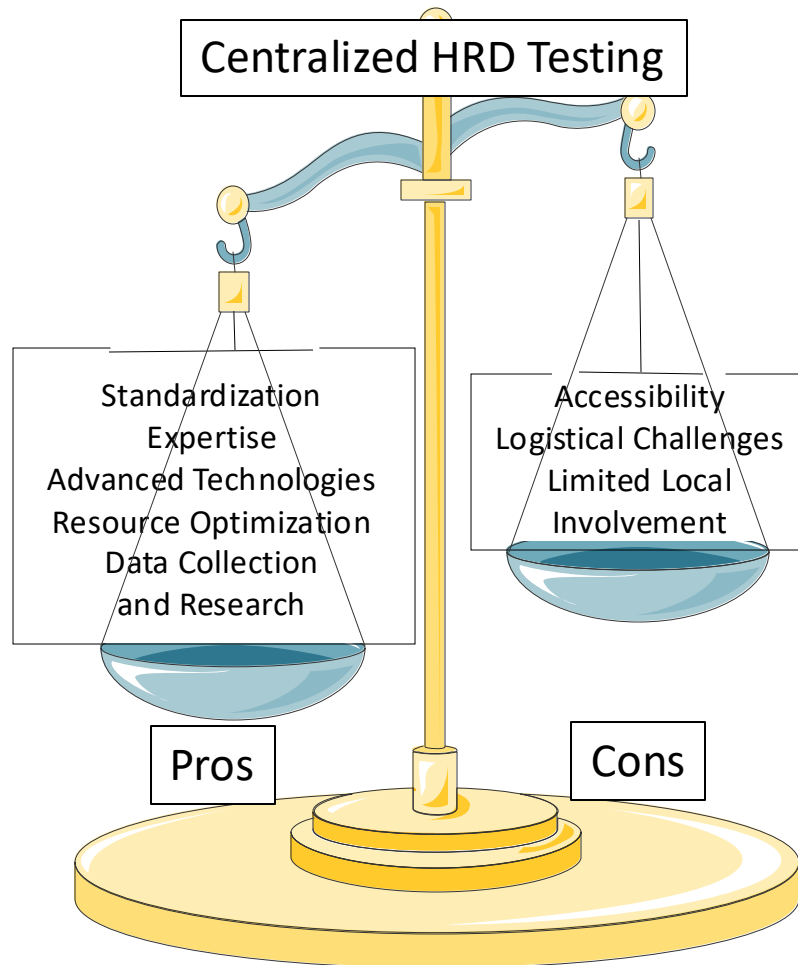 Centralized HRD Testing
Standardization
Expertise
Advanced Technologies
Resource Optimization
Data Collection
and Research
Accessibility
Logistical Challenges
Limited Local
Involvement
Pros
Cons